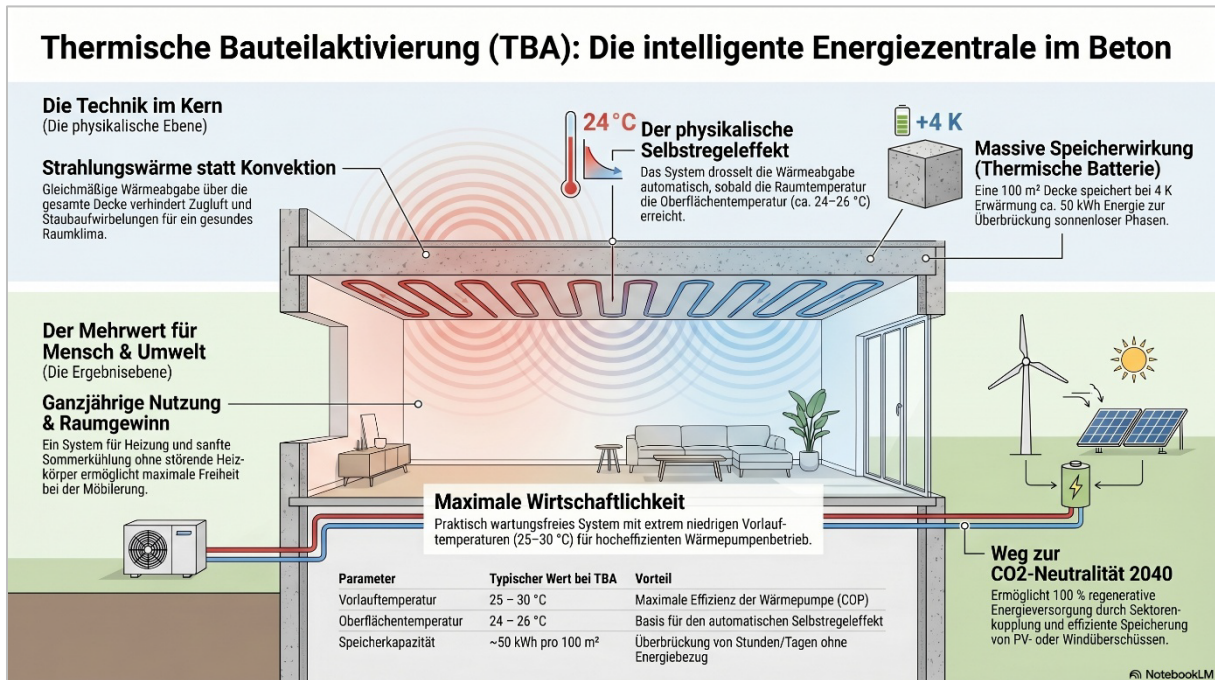 Thermische Bauteilaktivierung (TBA): Die intelligente Energiezentrale im Beton
Die Technik im Kern
(Die physikalische Ebene)
Strahlungswärme statt Konvektion
Gleichmäßige Wärmeabgabe über die
gesamte Decke verhindert Zugluft und
Staubaufwirbelungen für ein gesundes
Raumklima.
24°C
Der physikalische
Selbstregeleffekt
Das System drosselt die Wärmeabgabe
automatisch, sobald die Raumtemperatur
die Oberflächentemperatur (ca. 24–26 °C)
erreicht.
+4 K
Massive Speicherwirkung
(Thermische Batterie)
Eine 100 m² Decke speichert bei 4 K
Erwärmung ca. 50 kWh Energie zur
Überbrückung sonnenloser Phasen.
Der Mehrwert für
Mensch & Umwelt
(Die Ergebnisebene)
Ganzjährige Nutzung
& Raumgewinn
Ein System für Heizung und sanfte
Sommerkühlung ohne störende Heiz-
körper ermöglicht maximale Freiheit
bei der Möbilerung.
Maximale Wirtschaftlichkeit
Praktisch wartungsfreies System mit extrem niedrigen Vorlauf-
temperaturen (25–30 °C) für hocheffizienten Wärmepumpenbetrieb.
Parameter Typischer Wert bei TBA Vorteil
Vorlauftemperatur 25 – 30 °C Maximale Effizienz der Wärmepumpe (COP)
Oberflächentemperatur 24 – 26 °C Basis für den automatischen Selbstregeleffekt
Speicherkapazität ~50 kWh pro 100 m² Überbrückung von Stunden/Tagen ohne
Energiebezug
Weg zur
CO2-Neutralität 2040
Ermöglicht 100 % regenerative
Energieversorgung durch Sektoren-
kupplung und effiziente Speicherung
von PV- oder Windüberschüssen.
NotebookLM